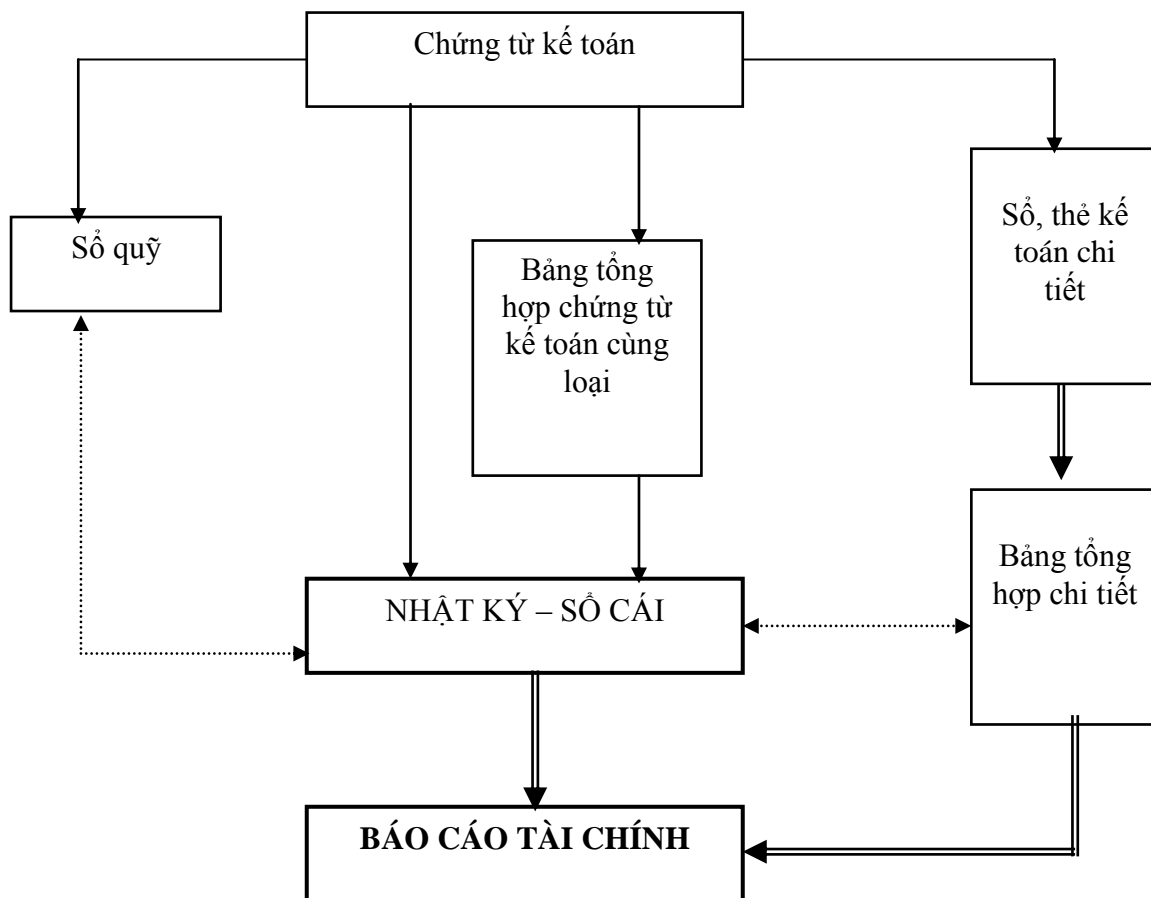 Chứng từ kế toán
Sổ quỹ
Bảng tổng
hợp chứng từ
kế toán cùng
loại
Sổ, thẻ kế
toán chi
tiết
Bảng tổng
hợp chi tiết
NHẬT KÝ – SỔ CÁI
BÁO CÁO TÀI CHÍNH